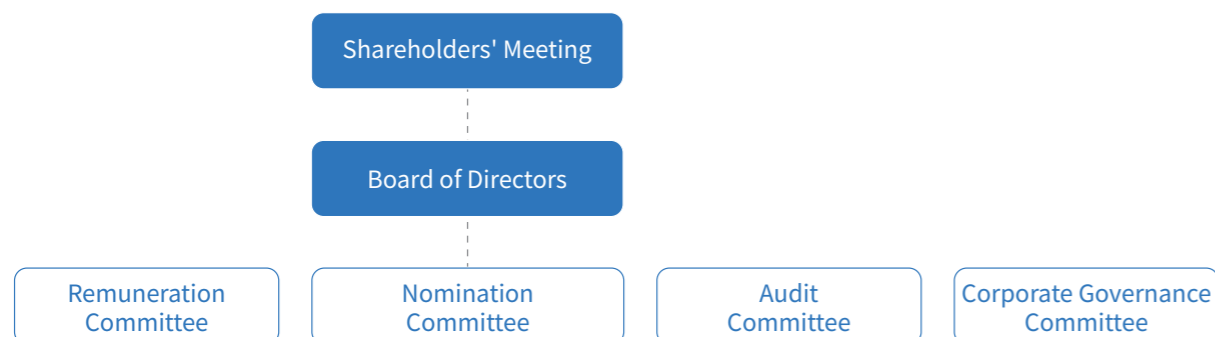 Shareholders' Meeting
Board of Directors
Remuneration
Committee
Nomination
Committee
Audit
Committee
Corporate Governance
Committee